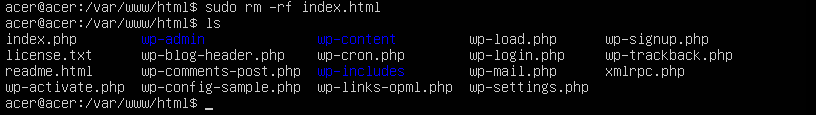 acer@acer:/var/www/html$ sudo rm -rf index.html
acer@acer:/var/www/html$ ls
index.php wp-admin wp-content wp-load.php wp-signup.php
license.txt wp-blog-header.php wp-cron.php wp-login.php wp-trackback.php
readme.html wp-comments-post.php wp-includes wp-mail.php xmlrpc.php
wp-activate.php wp-config-sample.php wp-links-opml.php wp-settings.php
acer@acer:/var/www/html$ _